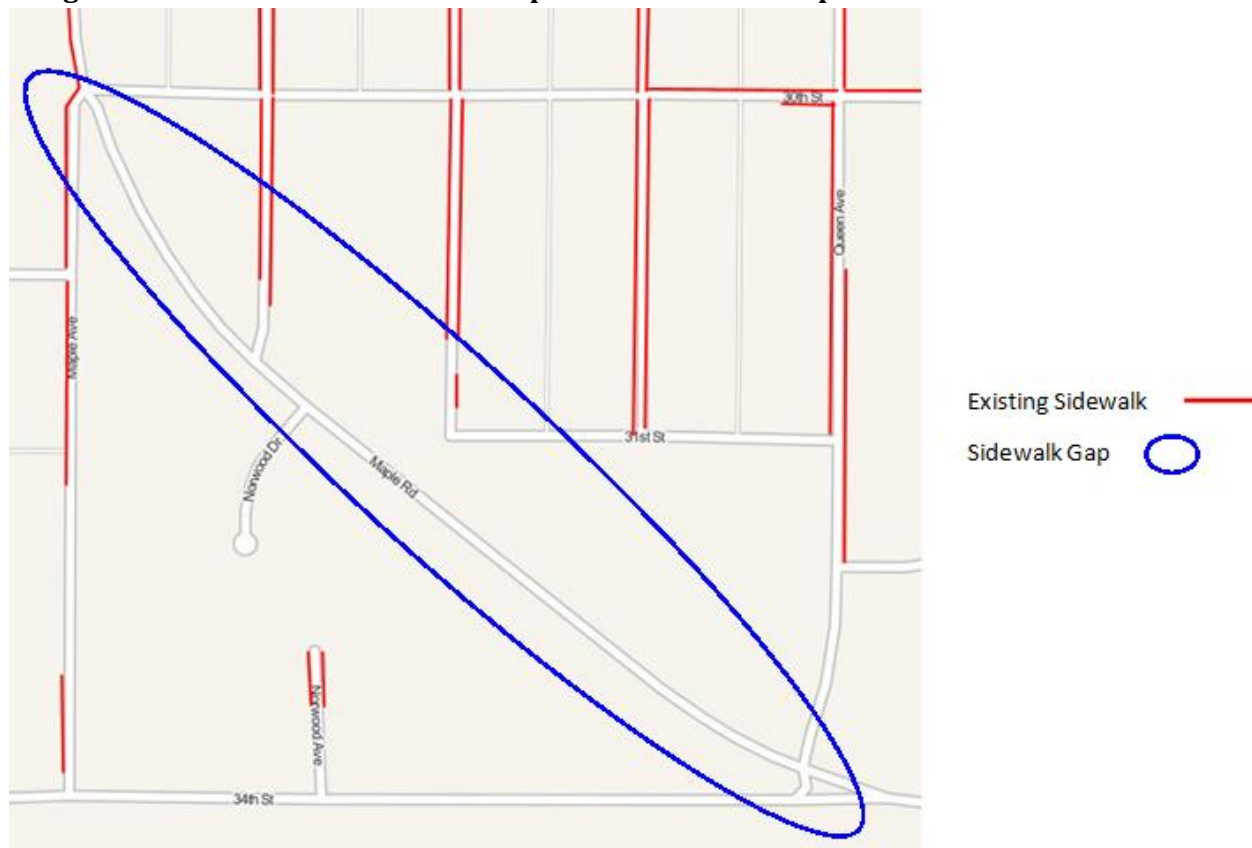 30th St
Queen Ave
Maple Ave
Existing Sidewalk
31st St
Sidewalk Gap
Norwood Dr
Maple Rd
Norwood Ave
34th St